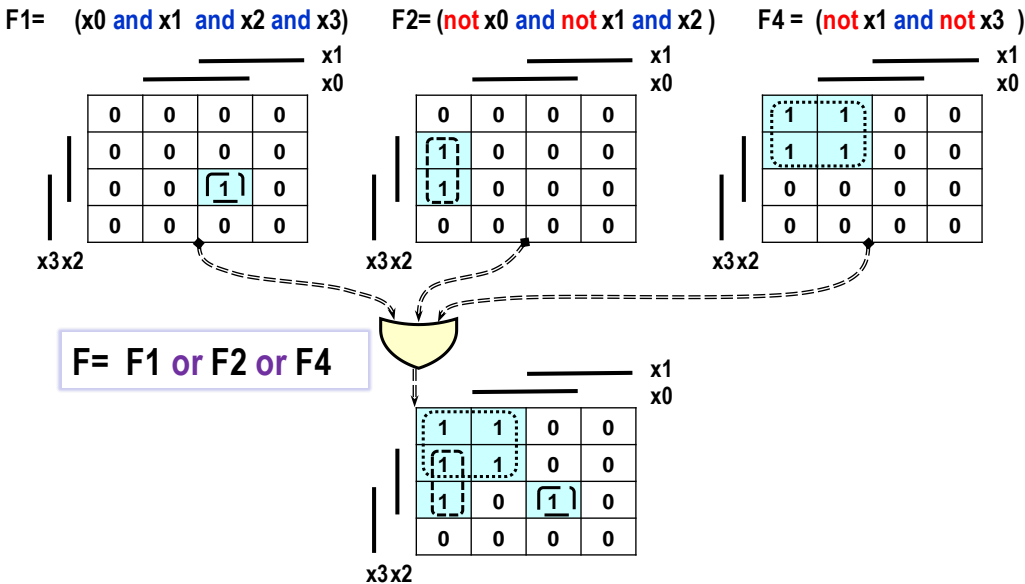 F1= (x0 and x1 and x2 and x3) F2= (not x0 and not x1 and x2 ) F4 = (not x1 and not x3 )
x1 x1 x1
x0 x0 x0
0 0 0 0 0 0 0 0 1 1 0 0
0 0 0 0 1 0 0 0 1 1 0 0
0 0 1 0 1 0 0 0 0 0 0 0
0 0 0 0 0 0 0 0 0 0 0 0
x3 x2 x3 x2 x3 x2
F= F1 or F2 or F4
x1
x0
1 1 0 0
1 1 0 0
1 0 1 0
0 0 0 0
x3 x2